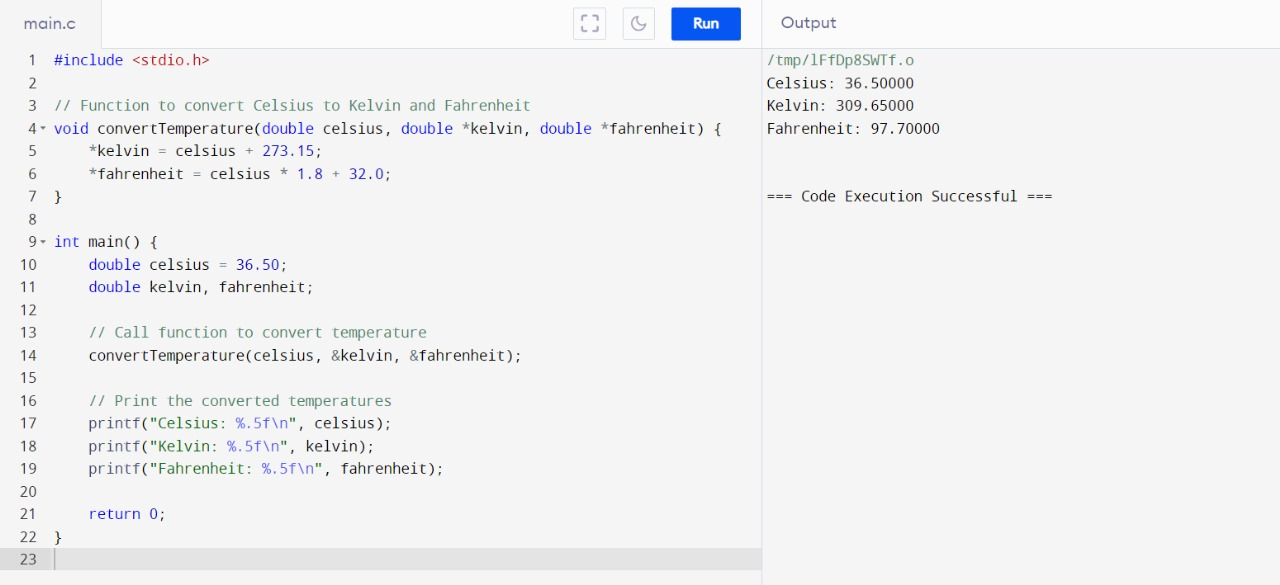 main.c
Run
Output
1 #include <stdio.h>
2
3 // Function to convert Celsius to Kelvin and Fahrenheit
4 void convertTemperature(double celsius, double *kelvin, double *fahrenheit) {
5     *kelvin = celsius + 273.15;
6     *fahrenheit = celsius * 1.8 + 32.0;
7 }
8
9 int main() {
10     double celsius = 36.50;
11     double kelvin, fahrenheit;
12
13     // Call function to convert temperature
14     convertTemperature(celsius, &kelvin, &fahrenheit);
15
16     // Print the converted temperatures
17     printf("Celsius: %.5f\n", celsius);
18     printf("Kelvin: %.5f\n", kelvin);
19     printf("Fahrenheit: %.5f\n", fahrenheit);
20
21     return 0;
22 }
23
/tmp/lFfDp8SWTf.o
Celsius: 36.50000
Kelvin: 309.65000
Fahrenheit: 97.70000
=== Code Execution Successful ===